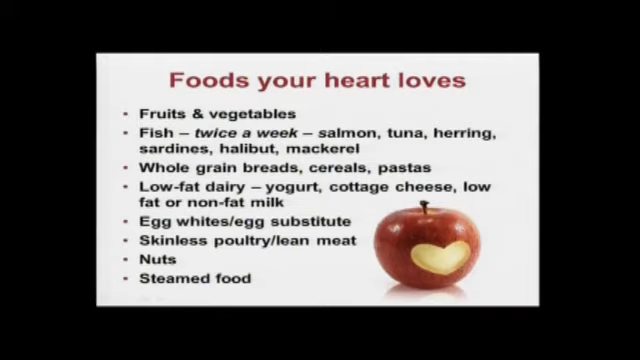 Foods your heart loves
• Fruits & vegetables
• Fish – twice a week – salmon, tuna, herring,
sardines, halibut, mackerel
• Whole grain breads, cereals, pastas
• Low-fat dairy – yogurt, cottage cheese, low
fat or non-fat milk
• Egg whites/egg substitute
• Skinless poultry/lean meat
• Nuts
• Steamed food